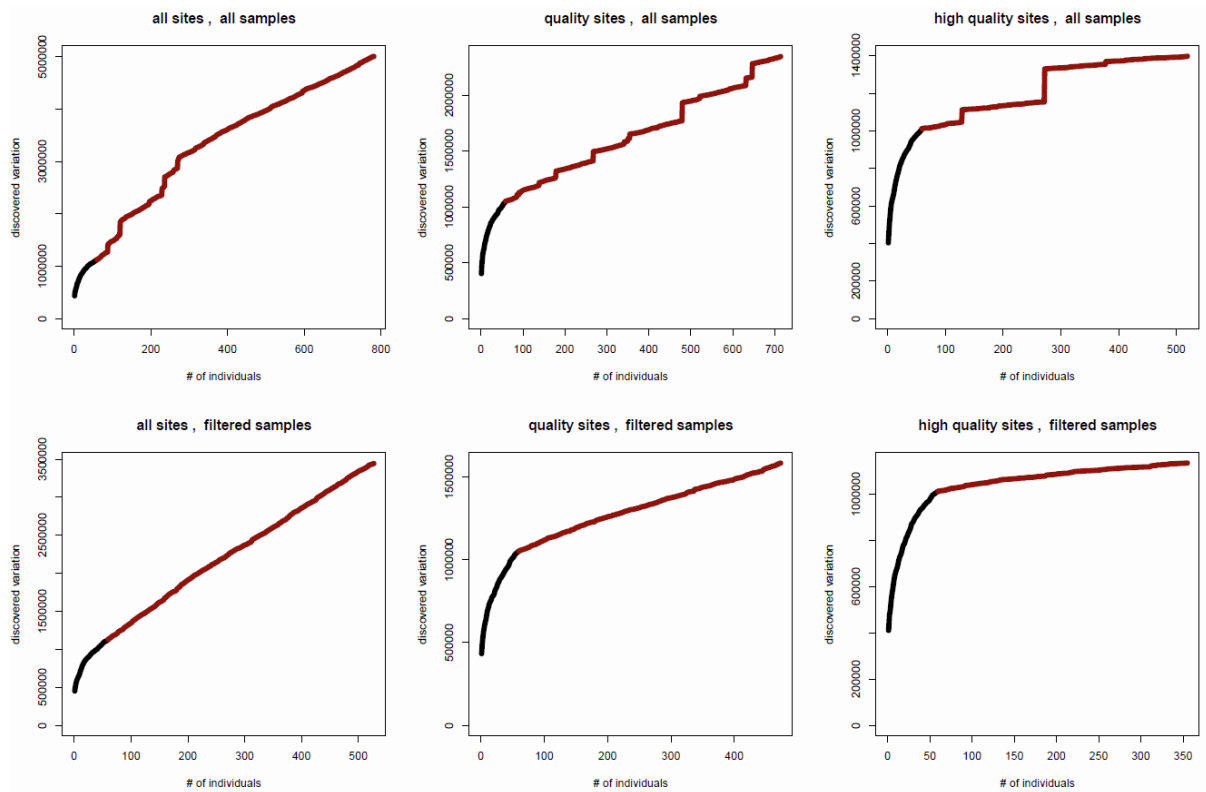 all sites , all samples
discovered variation
0 1000000 3000000 5000000
0 200 400 600 800
# of individuals
quality sites , all samples
discovered variation
0 500000 1000000 1500000 2000000
0 100 200 300 400 500 600 700
# of individuals
high quality sites , all samples
discovered variation
0 200000 600000 1000000 1400000
0 100 200 300 400 500
# of individuals
all sites , filtered samples
discovered variation
0 500000 1500000 2500000 3500000
0 100 200 300 400 500
# of individuals
quality sites , filtered samples
discovered variation
0 500000 1000000 1500000
0 100 200 300 400
# of individuals
high quality sites , filtered samples
discovered variation
0 200000 600000 1000000
0 50 100 150 200 250 300 350
# of individuals